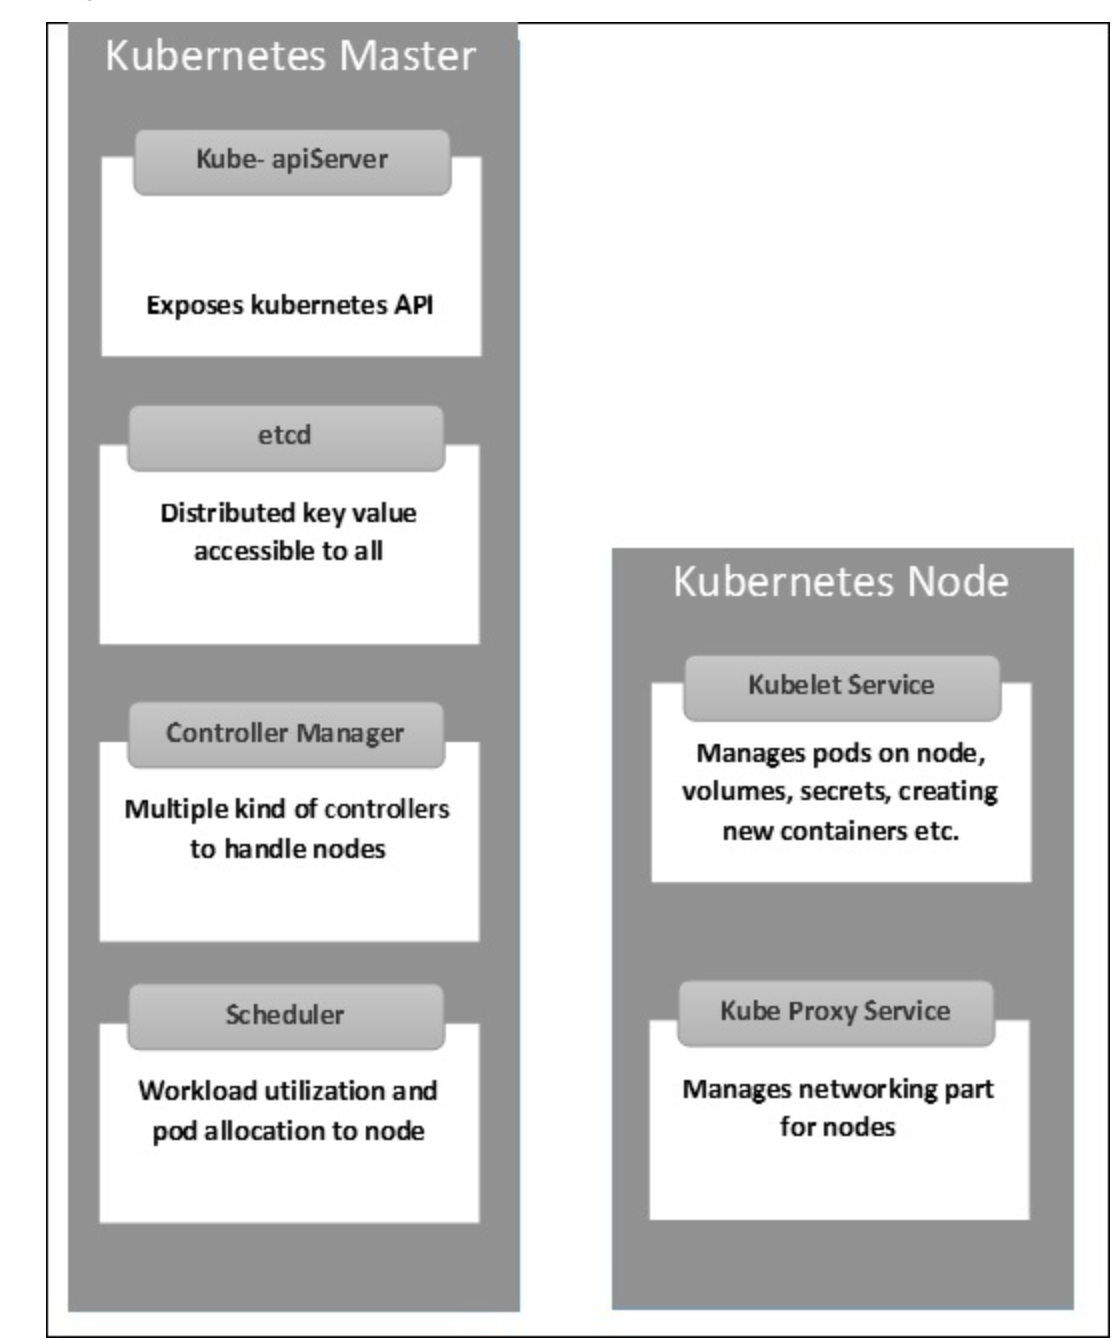 Kubernetes Master
Kube- apiServer
Exposes kubernetes API
etcd
Distributed key value
accessible to all
Controller Manager
Multiple kind of controllers
to handle nodes
Scheduler
Workload utilization and
pod allocation to node
Kubernetes Node
Kubelet Service
Manages pods on node,
volumes, secrets, creating
new containers etc.
Kube Proxy Service
Manages networking part
for nodes